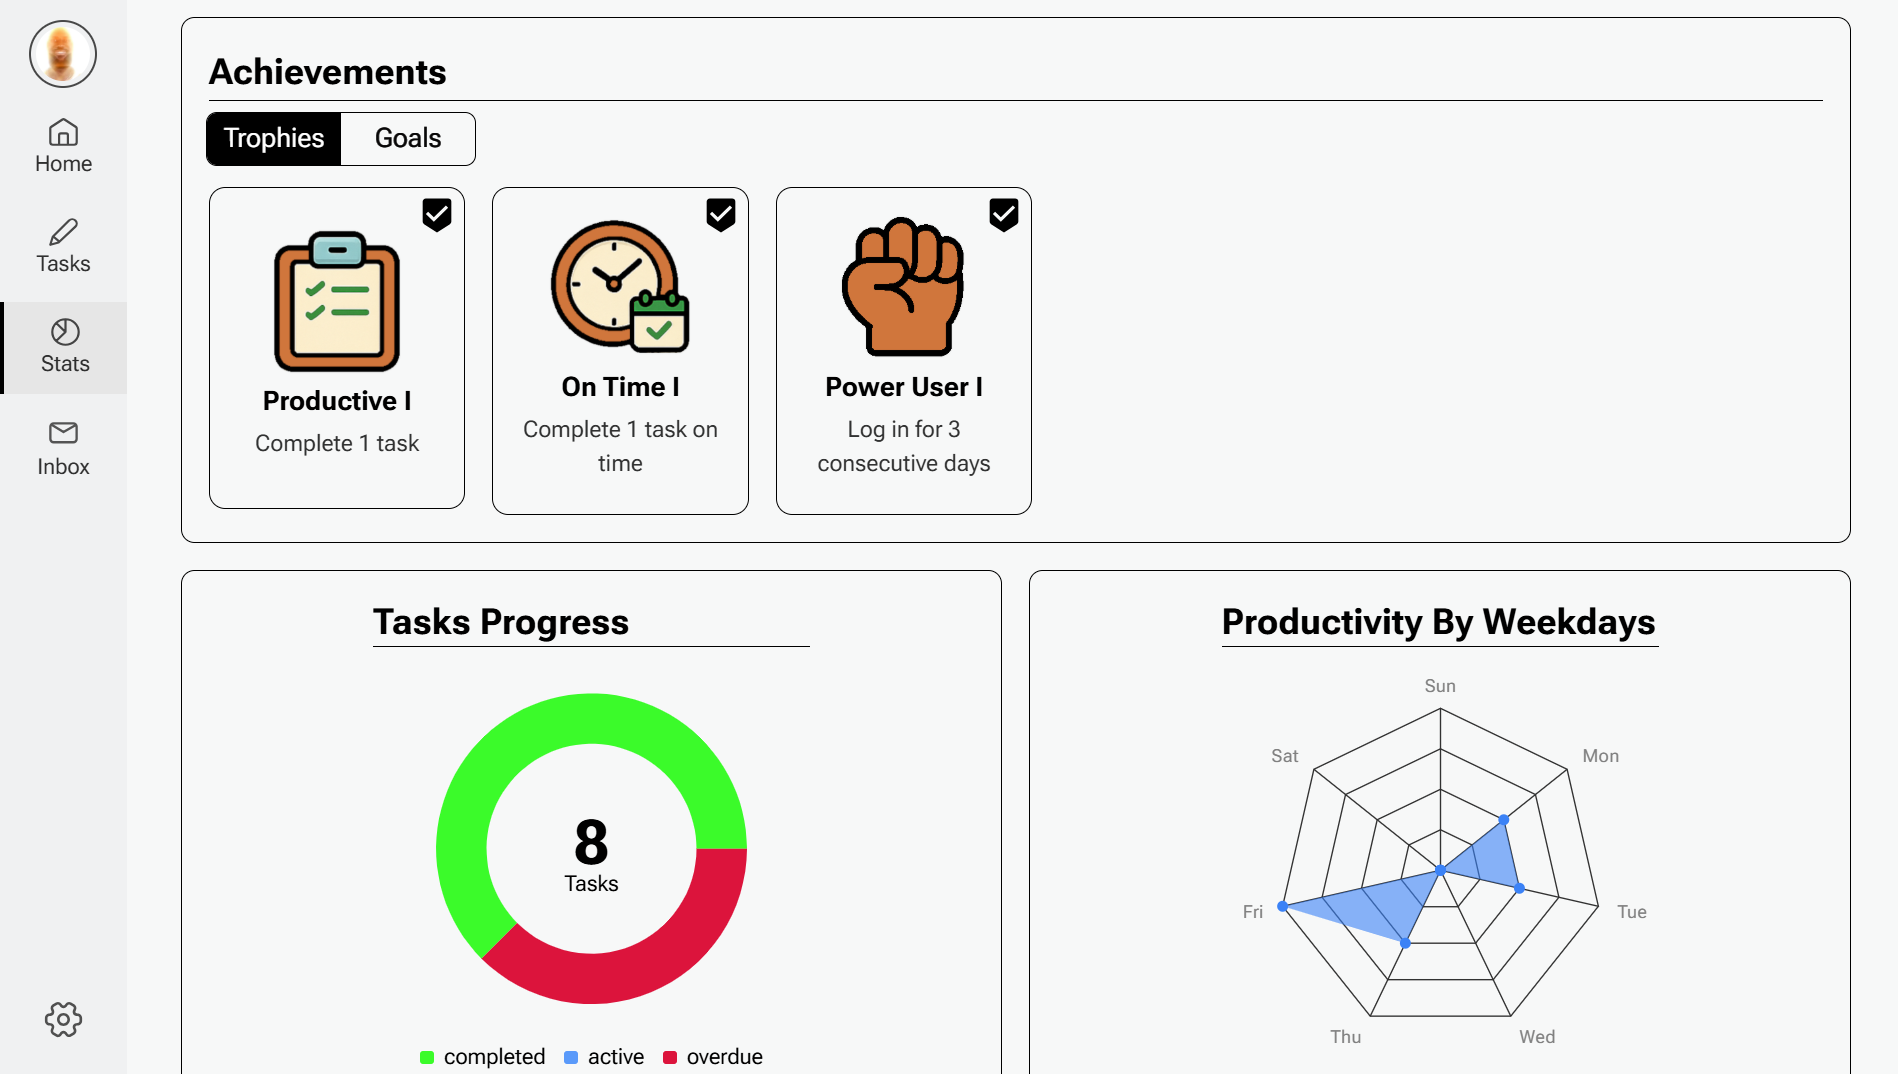 Home
Tasks
Stats
Inbox
Achievements
Trophies
Goals
Productive I
Complete 1 task
On Time I
Complete 1 task on
time
Power User I
Log in for 3
consecutive days
Tasks Progress
8
Tasks
completed
active
overdue
Productivity By Weekdays
Sun
Mon
Tue
Wed
Thu
Fri
Sat